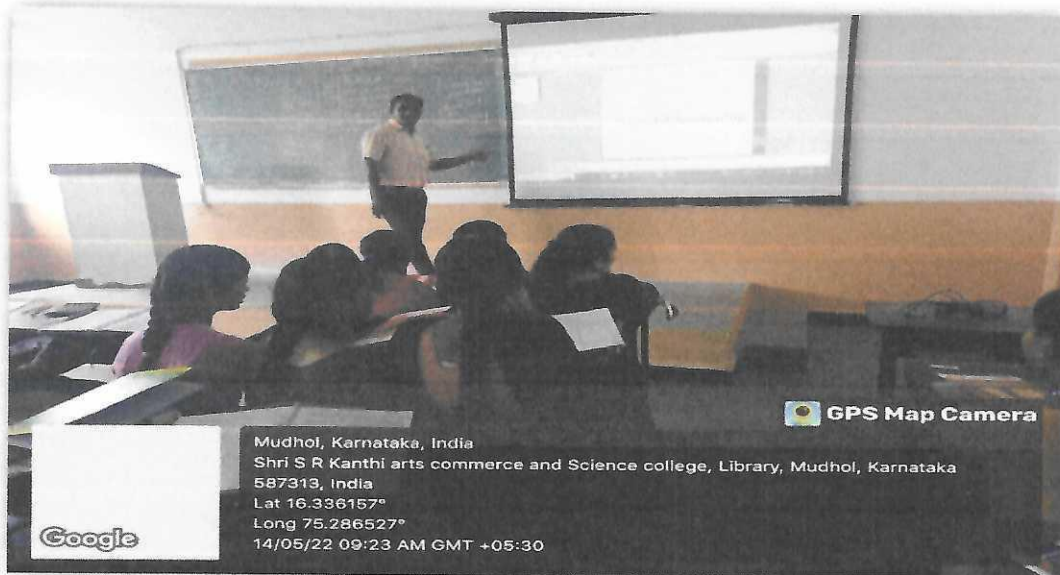 GPS Map Camera
Mudhol, Karnataka, India
Shri S R Kanthi arts commerce and Science college, Library, Mudhol, Karnataka
587313, India
Lat 16.336157°
Long 75.286527°
14/05/22 09:23 AM GMT +05:30
Google